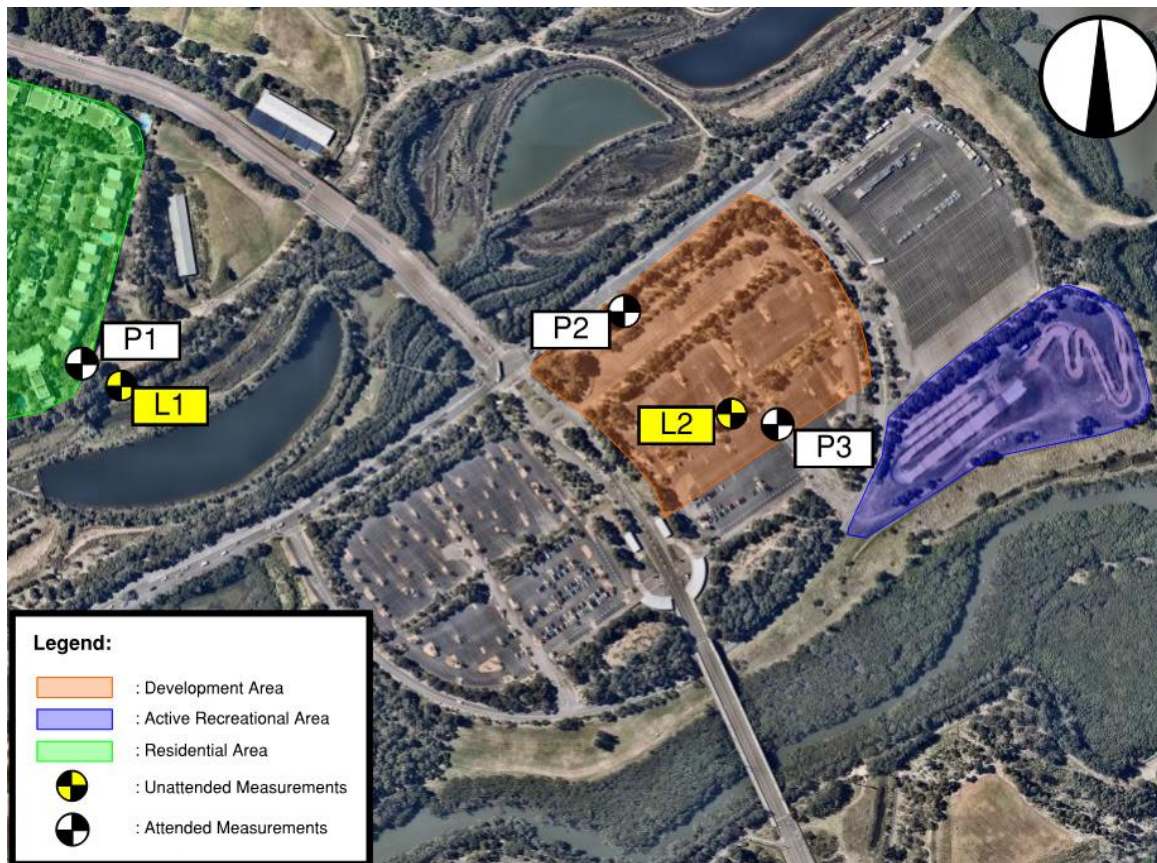 P1
L1
P2
L2
P3
Legend:
: Development Area
: Active Recreational Area
: Residential Area
: Unattended Measurements
: Attended Measurements